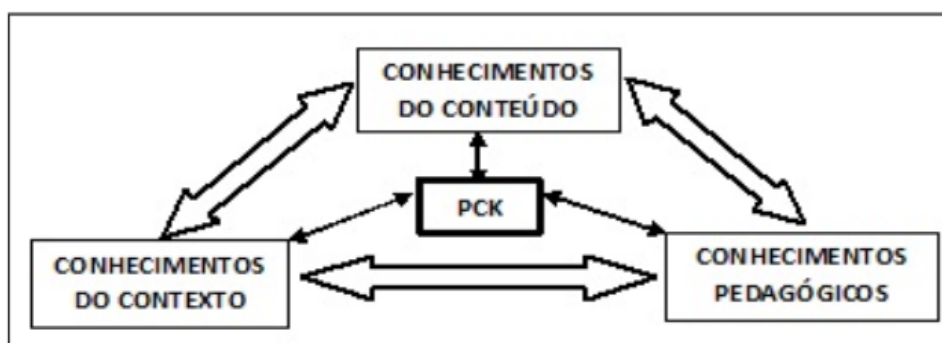 CONHECIMENTOS
DO CONTEÚDO
PCK
CONHECIMENTOS
DO CONTEXTO
CONHECIMENTOS
PEDAGÓGICOS